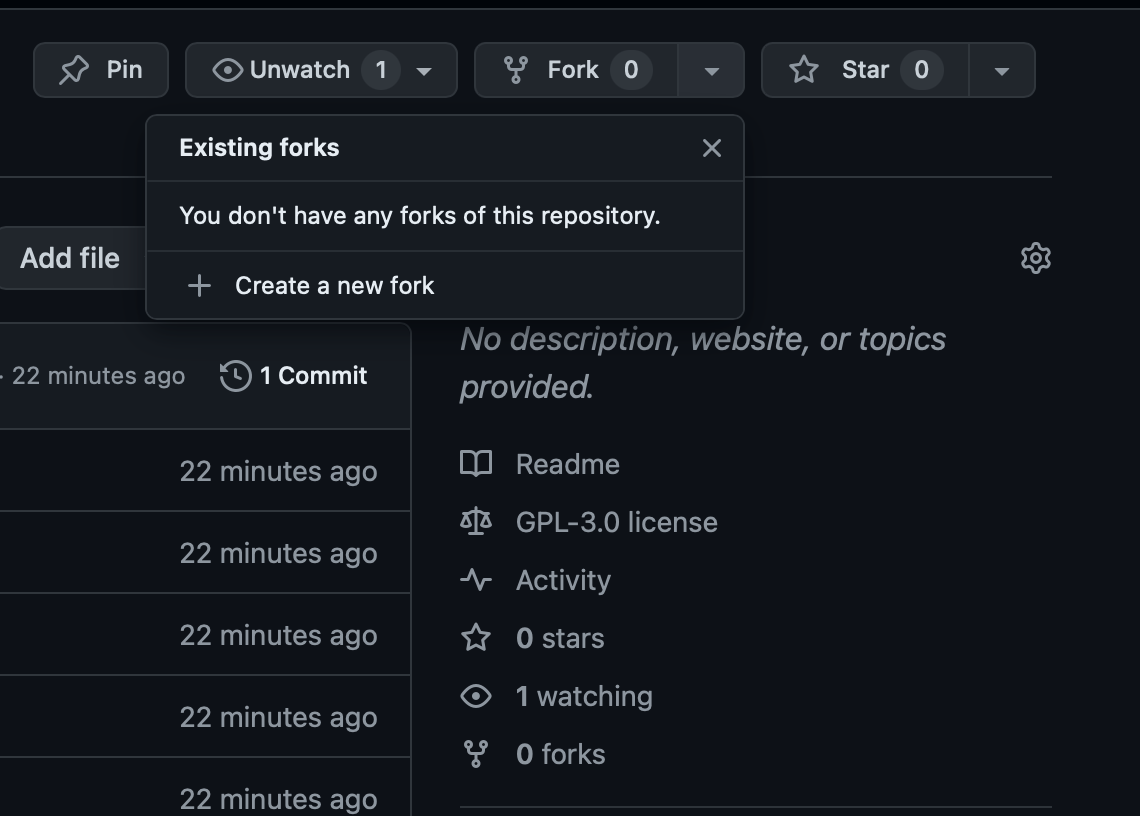 Pin
Unwatch 1
Fork 0
Star 0
Existing forks
You don't have any forks of this repository.
Create a new fork
Add file
22 minutes ago
1 Commit
22 minutes ago
22 minutes ago
22 minutes ago
22 minutes ago
22 minutes ago
No description, website, or topics
provided.
Readme
GPL-3.0 license
Activity
0 stars
1 watching
0 forks